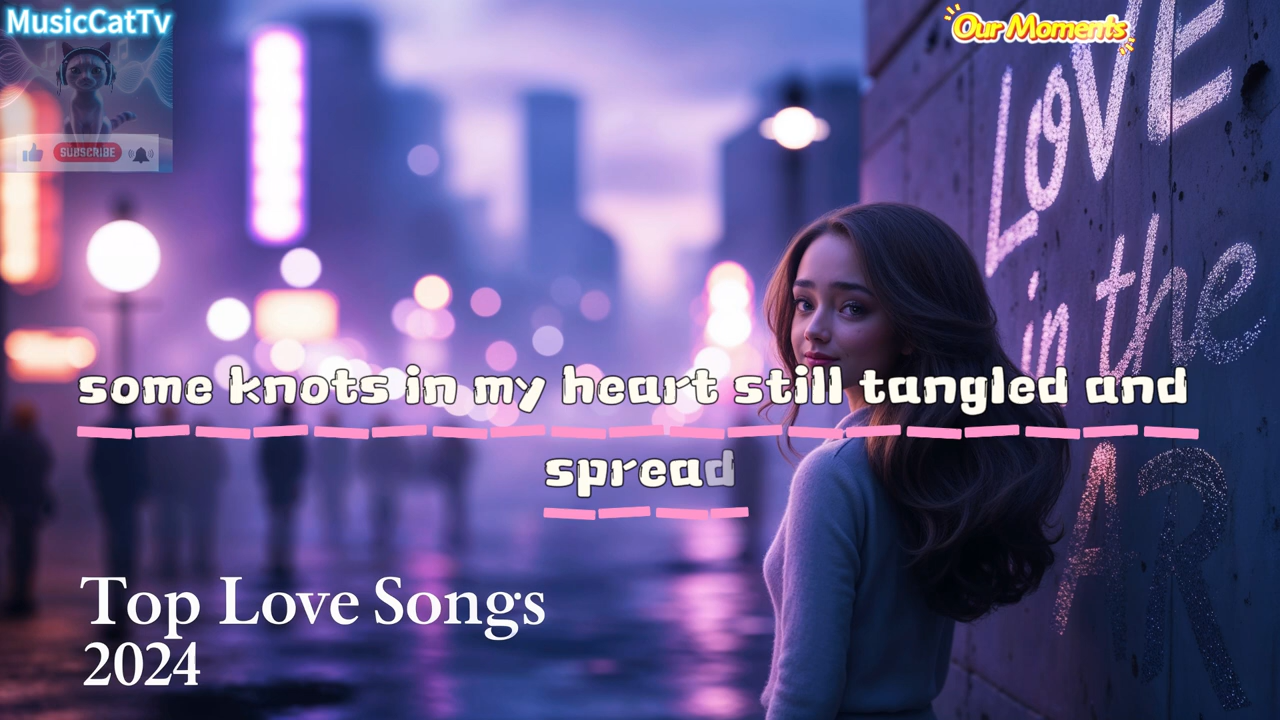 MusicCatTv
Our Moments
SUBSCRIBE
LOVE
in the
AR
some knots in my heart still tangled and
spread
Top Love Songs
2024